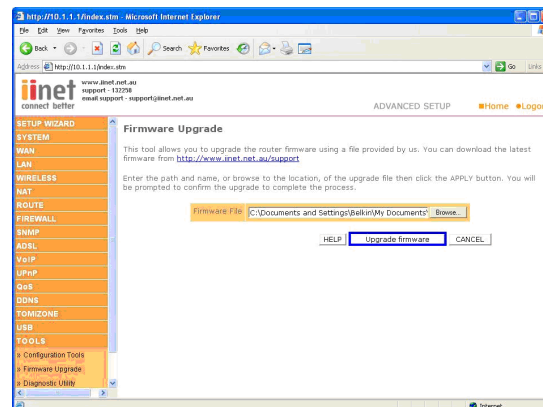 http://10.1.1.1/index.stm - Microsoft Internet Explorer
File Edit View Favorites Tools Help
Back Search Favorites
Address http://10.1.1.1/index.stm Go Links
iinet
connect better
www.iinet.net.au
support - 132258
email support - support@iinet.net.au
ADVANCED SETUP Home
SETUP WIZARD
SYSTEM
WAN
LAN
WIRELESS
NAT
ROUTE
FIREWALL
SNMP
ADSL
VoIP
UPnP
QoS
DDNS
TOMIZONE
USB
TOOLS
» Configuration Tools
» Firmware Upgrade
» Diagnostic Utility
Firmware Upgrade
This tool allows you to upgrade the router firmware using a file provided by us. You can download the latest
firmware from http://www.iinet.net.au/support
Enter the path and name, or browse to the location, of the upgrade file then click the APPLY button. You will
be prompted to confirm the upgrade to complete the process.
Firmware File C:\Documents and Settings\Belkin\My Documents\ Browse...
HELP Upgrade firmware CANCEL
Internet